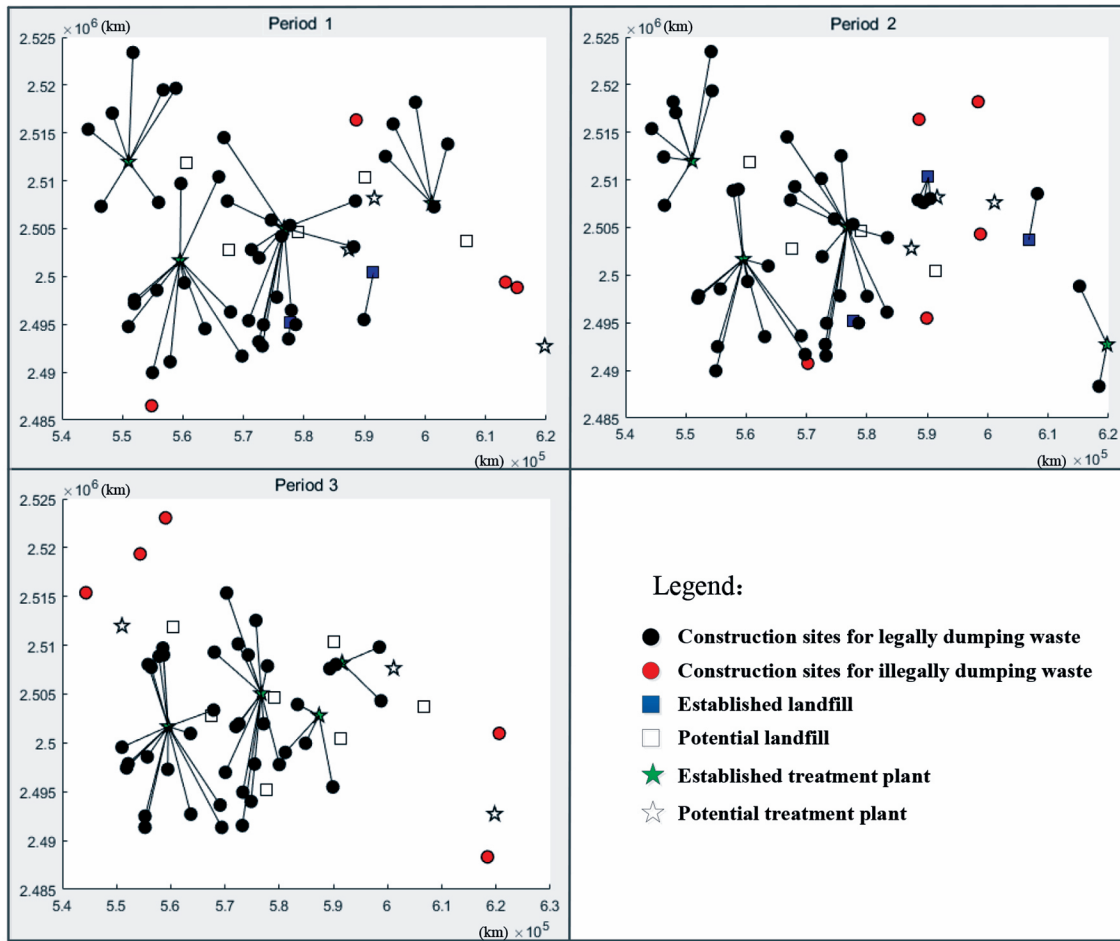 Period 1
× 10⁶ (km)
2.525
2.52
2.515
2.51
2.505
2.5
2.495
2.49
2.485
5.4 5.5 5.6 5.7 5.8 5.9 6 6.1 6.2
(km) × 10⁵
Period 2
× 10⁶ (km)
2.525
2.52
2.515
2.51
2.505
2.5
2.495
2.49
2.485
5.4 5.5 5.6 5.7 5.8 5.9 6 6.1 6.2
(km) × 10⁵
Period 3
× 10⁶ (km)
2.525
2.52
2.515
2.51
2.505
2.5
2.495
2.49
2.485
5.4 5.5 5.6 5.7 5.8 5.9 6 6.1 6.2 6.3
(km) × 10⁵
Legend：
Construction sites for legally dumping waste
Construction sites for illegally dumping waste
Established landfill
Potential landfill
Established treatment plant
Potential treatment plant